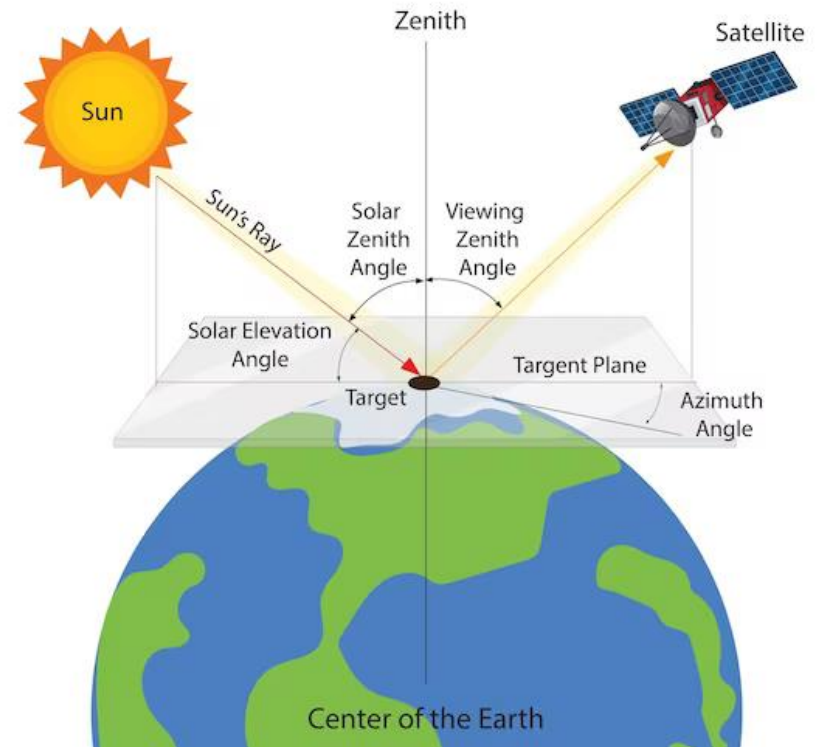 Zenith
Satellite
Sun
Sun's Ray
Solar
Zenith
Angle
Viewing
Zenith
Angle
Solar Elevation
Angle
Targent Plane
Target
Azimuth
Angle
Center of the Earth